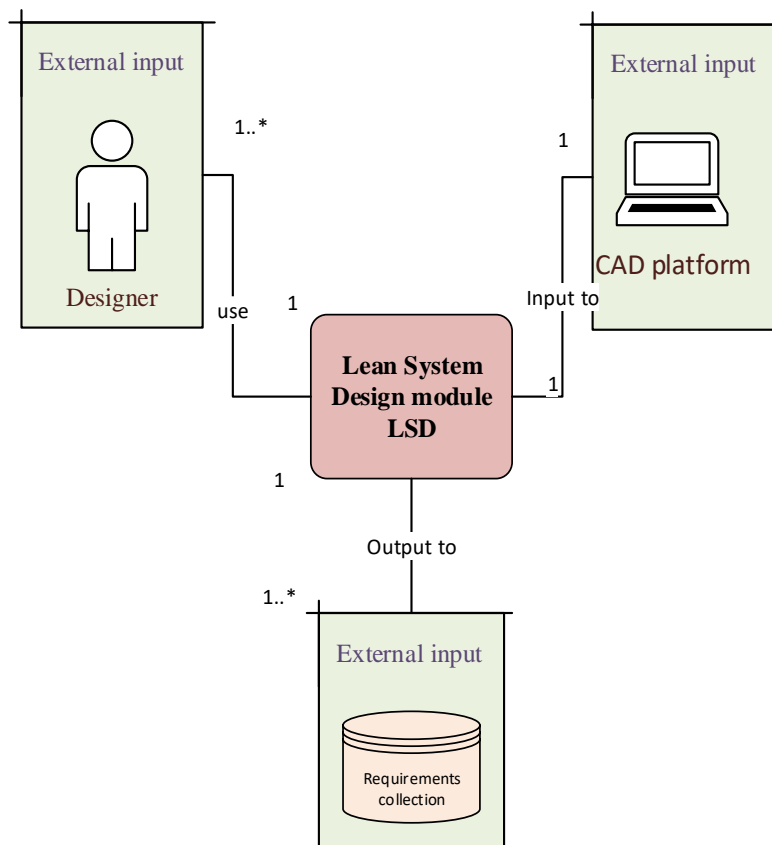 External input
Designer
1..*
use
1
External input
CAD platform
1
Input to
1
Lean System
Design module
LSD
1
Output to
1..*
External input
Requirements
collection